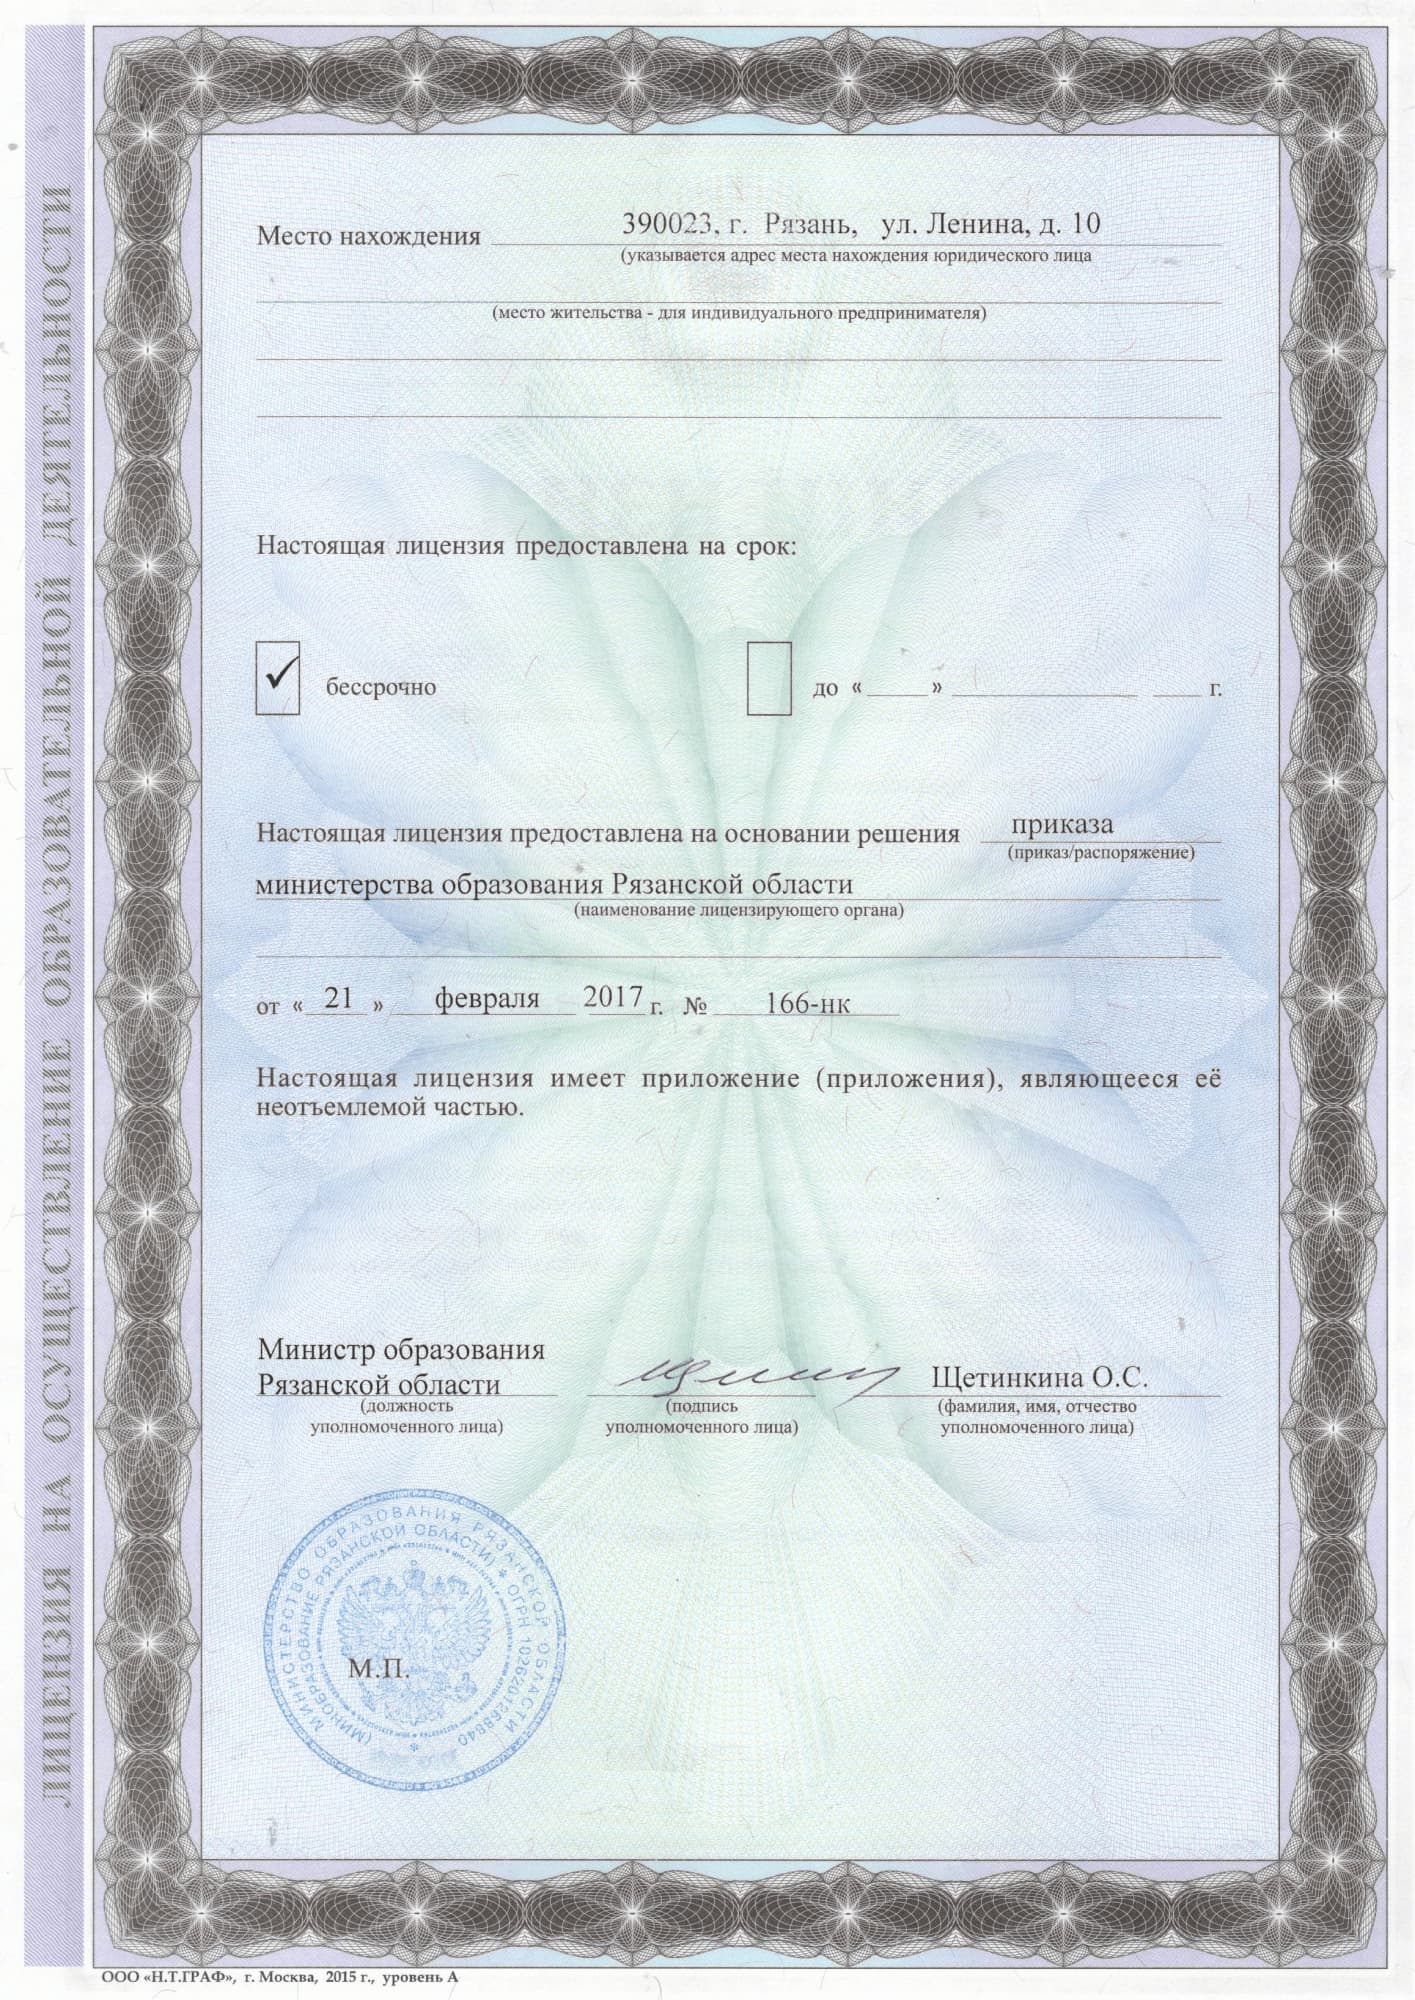 ЛИЦЕНЗИЯ НА ОСУЩЕСТВЛЕНИЕ ОБРАЗОВАТЕЛЬНОЙ ДЕЯТЕЛЬНОСТИ
Место нахождения 390023, г. Рязань, ул. Ленина, д. 10
(указывается адрес места нахождения юридического лица
(место жительства - для индивидуального предпринимателя)
Настоящая лицензия предоставлена на срок:
✓ бессрочно до « » г.
Настоящая лицензия предоставлена на основании решения приказа
(приказ/распоряжение)
министерства образования Рязанской области
(наименование лицензирующего органа)
от « 21 » февраля 2017 г. № 166-нк
Настоящая лицензия имеет приложение (приложения), являющееся её
неотъемлемой частью.
Министр образования
Рязанской области Щетинкина О.С.
(должность (подпись (фамилия, имя, отчество
уполномоченного лица) уполномоченного лица) уполномоченного лица)
МИНИСТЕРСТВО ОБРАЗОВАНИЯ РЯЗАНСКОЙ ОБЛАСТИ
(МИНОБРАЗОВАНИЕ РЯЗАНСКОЙ ОБЛАСТИ) * ОГРН 1026201268640
М.П.
ООО «Н.Т.ГРАФ», г. Москва, 2015 г., уровень А